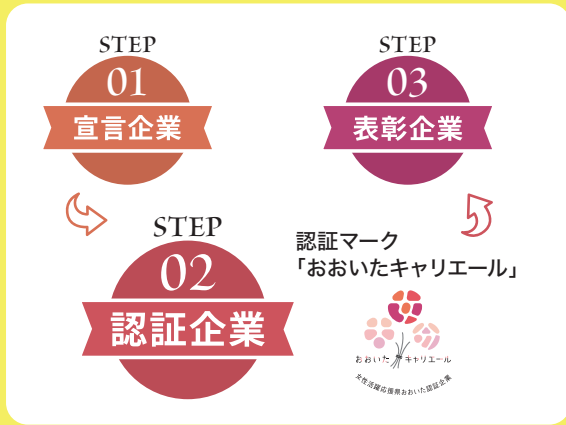 STEP
01
宣言企業
STEP
02
認証企業
STEP
03
表彰企業
認証マーク
「おおいたキャリエール」
おおいた キャリエール
女性活躍応援県おおいた認証企業